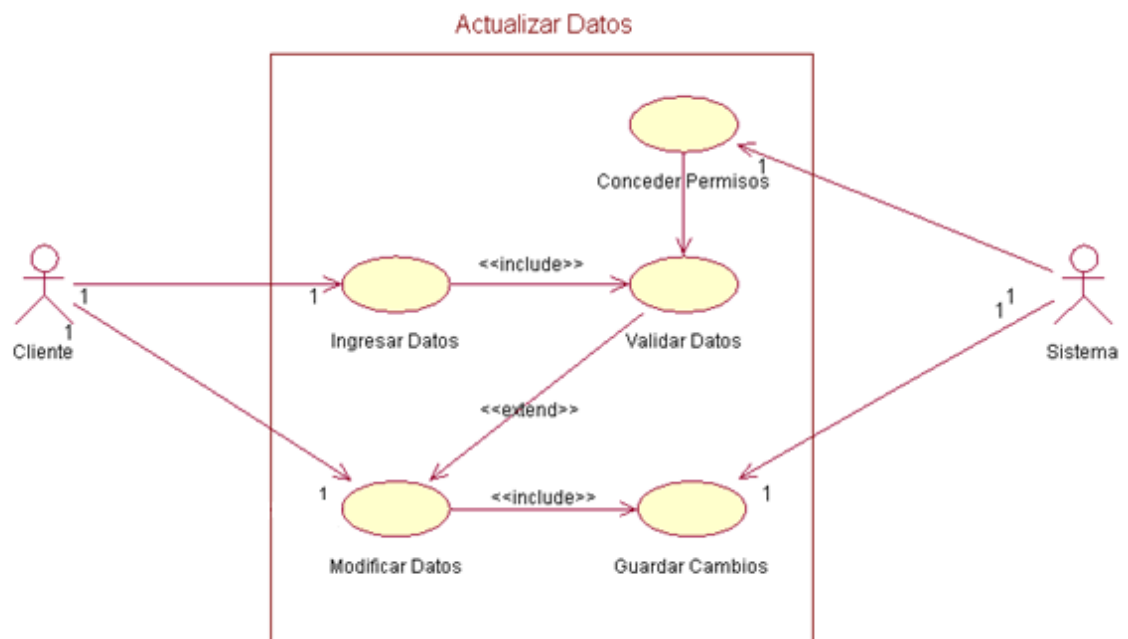 Actualizar Datos
Conceder Permisos
1
<<include>>
1
1
1
1
1
Ingresar Datos
Validar Datos
Cliente
Sistema
<<extend>>
1
1
<<include>>
Modificar Datos
Guardar Cambios